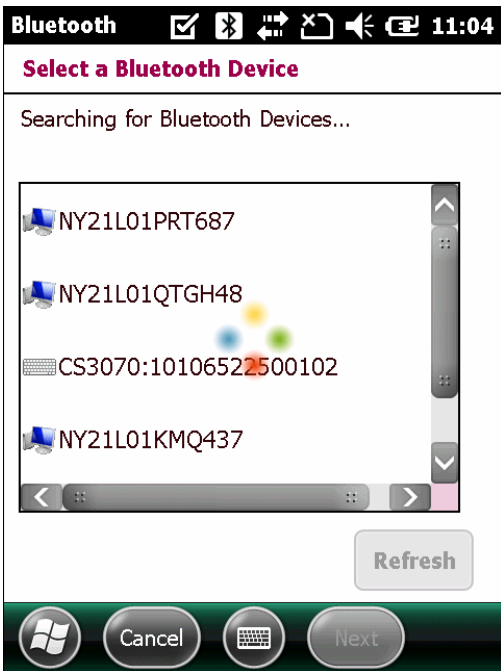 Bluetooth 11:04
Select a Bluetooth Device
Searching for Bluetooth Devices...
NY21L01PRT687
NY21L01QTGH48
CS3070:10106522500102
NY21L01KMQ437
Refresh
Cancel Next